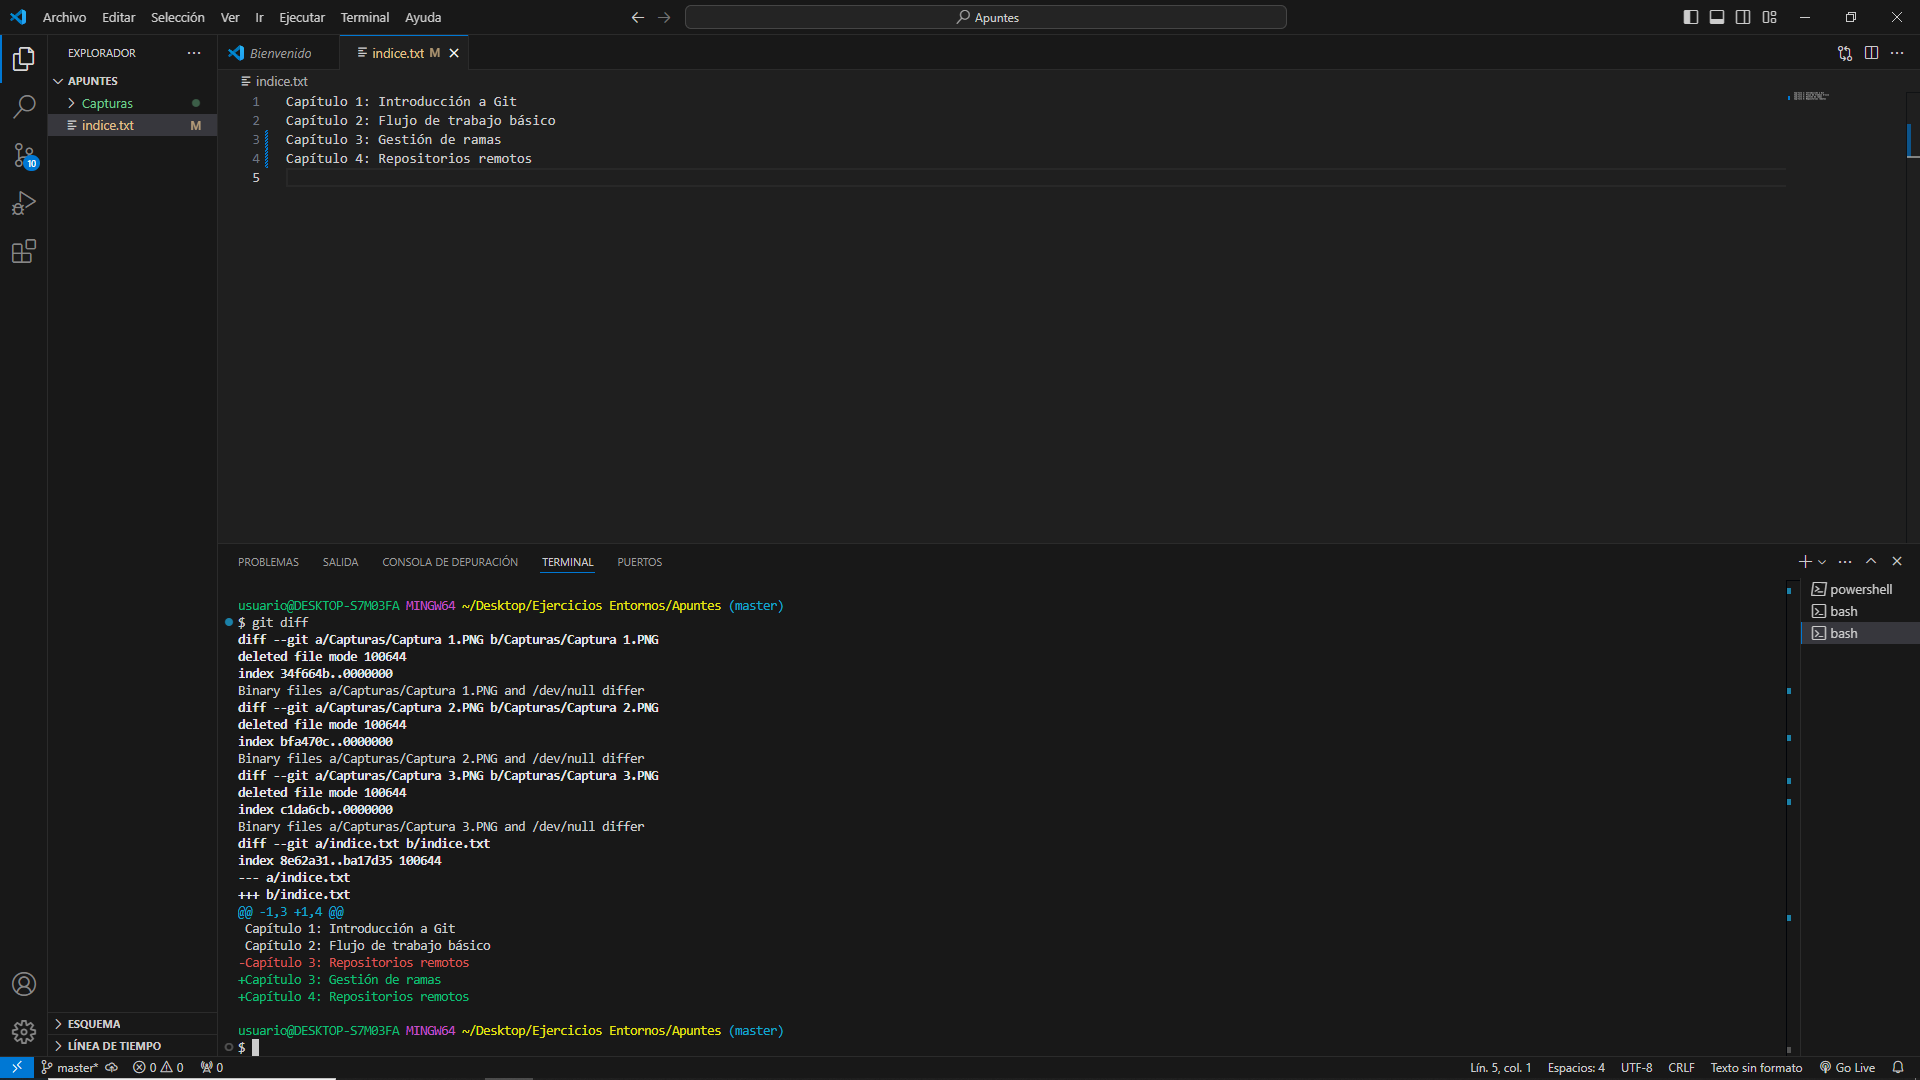 Archivo Editar Selección Ver Ir Ejecutar Terminal Ayuda
Apuntes
EXPLORADOR
APUNTES
Capturas
indice.txt M
10
ESQUEMA
LÍNEA DE TIEMPO
Bienvenido
indice.txt M
indice.txt
1 Capítulo 1: Introducción a Git
2 Capítulo 2: Flujo de trabajo básico
3 Capítulo 3: Gestión de ramas
4 Capítulo 4: Repositorios remotos
5
PROBLEMAS SALIDA CONSOLA DE DEPURACIÓN TERMINAL PUERTOS
usuario@DESKTOP-S7M03FA MINGW64 ~/Desktop/Ejercicios Entornos/Apuntes (master)
$ git diff
diff --git a/Capturas/Captura 1.PNG b/Capturas/Captura 1.PNG
deleted file mode 100644
index 34f664b..0000000
Binary files a/Capturas/Captura 1.PNG and /dev/null differ
diff --git a/Capturas/Captura 2.PNG b/Capturas/Captura 2.PNG
deleted file mode 100644
index bfa470c..0000000
Binary files a/Capturas/Captura 2.PNG and /dev/null differ
diff --git a/Capturas/Captura 3.PNG b/Capturas/Captura 3.PNG
deleted file mode 100644
index c1da6cb..0000000
Binary files a/Capturas/Captura 3.PNG and /dev/null differ
diff --git a/indice.txt b/indice.txt
index 8e62a31..ba17d35 100644
--- a/indice.txt
+++ b/indice.txt
@@ -1,3 +1,4 @@
 Capítulo 1: Introducción a Git
 Capítulo 2: Flujo de trabajo básico
-Capítulo 3: Repositorios remotos
+Capítulo 3: Gestión de ramas
+Capítulo 4: Repositorios remotos
usuario@DESKTOP-S7M03FA MINGW64 ~/Desktop/Ejercicios Entornos/Apuntes (master)
$
powershell
bash
bash
master* 0 0 0
Lín. 5, col. 1 Espacios: 4 UTF-8 CRLF Texto sin formato Go Live